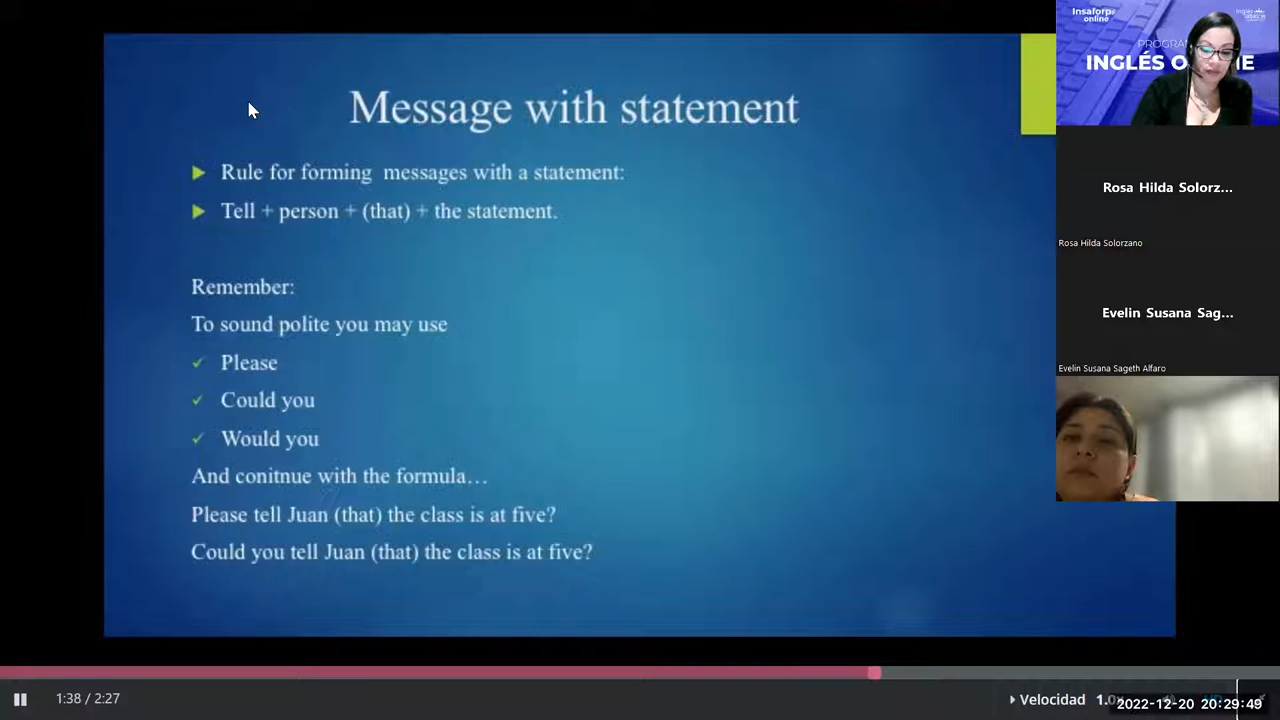 Message with statement
Rule for forming messages with a statement:
Tell + person + (that) + the statement.
Remember:
To sound polite you may use
Please
Could you
Would you
And conitnue with the formula…
Please tell Juan (that) the class is at five?
Could you tell Juan (that) the class is at five?
Insaforp
online
INGLÉS O
Rosa Hilda Solorz...
Rosa Hilda Solorzano
Evelin Susana Sag...
Evelin Susana Sageth Alfaro
1:38 / 2:27
Velocidad
2022-12-20 20:29:49